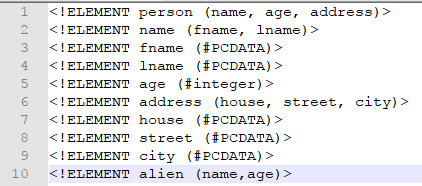 1 <!ELEMENT person (name, age, address)>
2 <!ELEMENT name (fname, lname)>
3 <!ELEMENT fname (#PCDATA)>
4 <!ELEMENT lname (#PCDATA)>
5 <!ELEMENT age (#integer)>
6 <!ELEMENT address (house, street, city)>
7 <!ELEMENT house (#PCDATA)>
8 <!ELEMENT street (#PCDATA)>
9 <!ELEMENT city (#PCDATA)>
10 <!ELEMENT alien (name,age)>